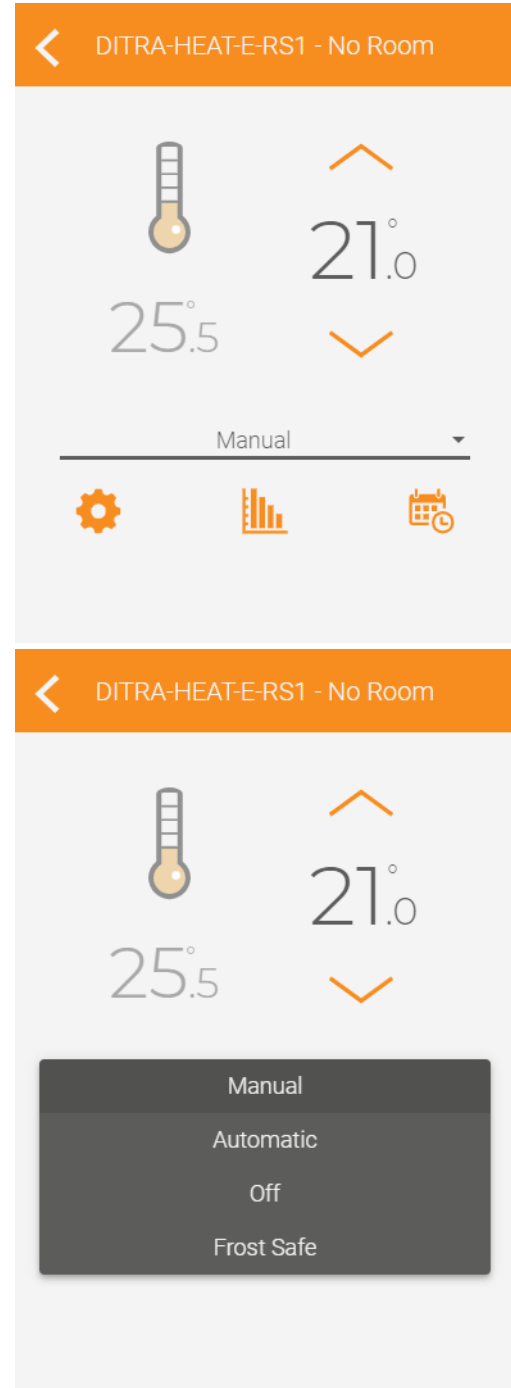 DITRA-HEAT-E-RS1 - No Room
21.0°
25.5°
Manual
DITRA-HEAT-E-RS1 - No Room
21.0°
25.5°
Manual
Automatic
Off
Frost Safe